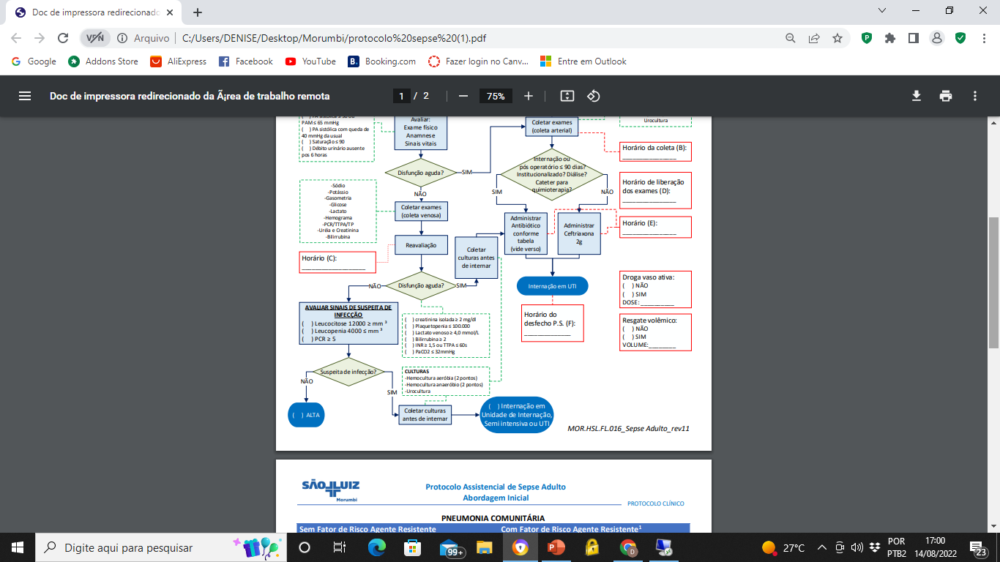 Doc de impressora redirecionado
VPN
Arquivo
C:/Users/DENISE/Desktop/Morumbi/protocolo%20sepse%20(1).pdf
Google
Addons Store
AliExpress
Facebook
YouTube
Booking.com
Fazer login no Canv...
Entre em Outlook
Doc de impressora redirecionado da Ã¡rea de trabalho remota
1 / 2
75%
PAM ≤ 65 mmHg
( ) PA sistólica com queda de
40 mmHg da usual
( ) Saturação ≤ 90
( ) Débito urinário ausente
pos 6 horas
Avaliar:
Exame físico
Anamnese
Sinais vitais
Coletar exames
(coleta arterial)
Urocultura
Horário da coleta (B):
Disfunção aguda?
SIM
NÃO
Internação ou
pós operatório ≤ 90 dias?
Institucionalizado? Diálise?
Cateter para
quimioterapia?
SIM
NÃO
Horário de liberação
dos exames (D):
-Sódio
-Potássio
-Gasometria
-Glicose
-Lactato
-Hemograma
-PCR/TTPA/TP
-Uréia e Creatinina
-Bilirrubina
Coletar exames
(coleta venosa)
Reavaliação
Coletar
culturas antes
de internar
Administrar
Antibiótico
conforme
tabela
(vide verso)
Administrar
Ceftriaxona
2g
Horário (E):
Horário (C):
Disfunção aguda?
NÃO
SIM
Internação em UTI
Droga vaso ativa:
( ) NÃO
( ) SIM
DOSE:
AVALIAR SINAIS DE SUSPEITA DE
INFECÇÃO
( ) Leucocitose 12000 ≥ mm ³
( ) Leucopenia 4000 ≤ mm ³
( ) PCR ≥ 5
( ) creatinina isolada ≥ 2 mg/dl
( ) Plaquetopenia ≤ 100.000
( ) Lactato venoso ≥ 4,0 mmol/L
( ) Bilirrubina ≥ 2
( ) INR ≥ 1,5 ou TTPA ≤ 60s
( ) PaCO2 ≤ 32mmHg
Horário do
desfecho P.S. (F):
Resgate volêmico:
( ) NÃO
( ) SIM
VOLUME:
Suspeita de infecção?
NÃO
SIM
CULTURAS
-Hemocultura aeróbia (2 pontos)
-Hemocultura anaeróbio (2 pontos)
-Urocultura
( ) ALTA
Coletar culturas
antes de internar
( ) Internação em
Unidade de Internação,
Semi intensiva ou UTI
MOR.HSL.FL.016_Sepse Adulto_rev11
SÃO LUIZ
Morumbi
Protocolo Assistencial de Sepse Adulto
Abordagem Inicial
PROTOCOLO CLÍNICO
PNEUMONIA COMUNITÁRIA
Sem Fator de Risco Agente Resistente
Com Fator de Risco Agente Resistente¹
Digite aqui para pesquisar
99+
27°C
POR
PTB2
17:00
14/08/2022
23